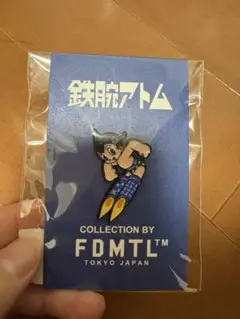 鉄腕アトム
COLLECTION BY
FDMTL™
TOKYO JAPAN